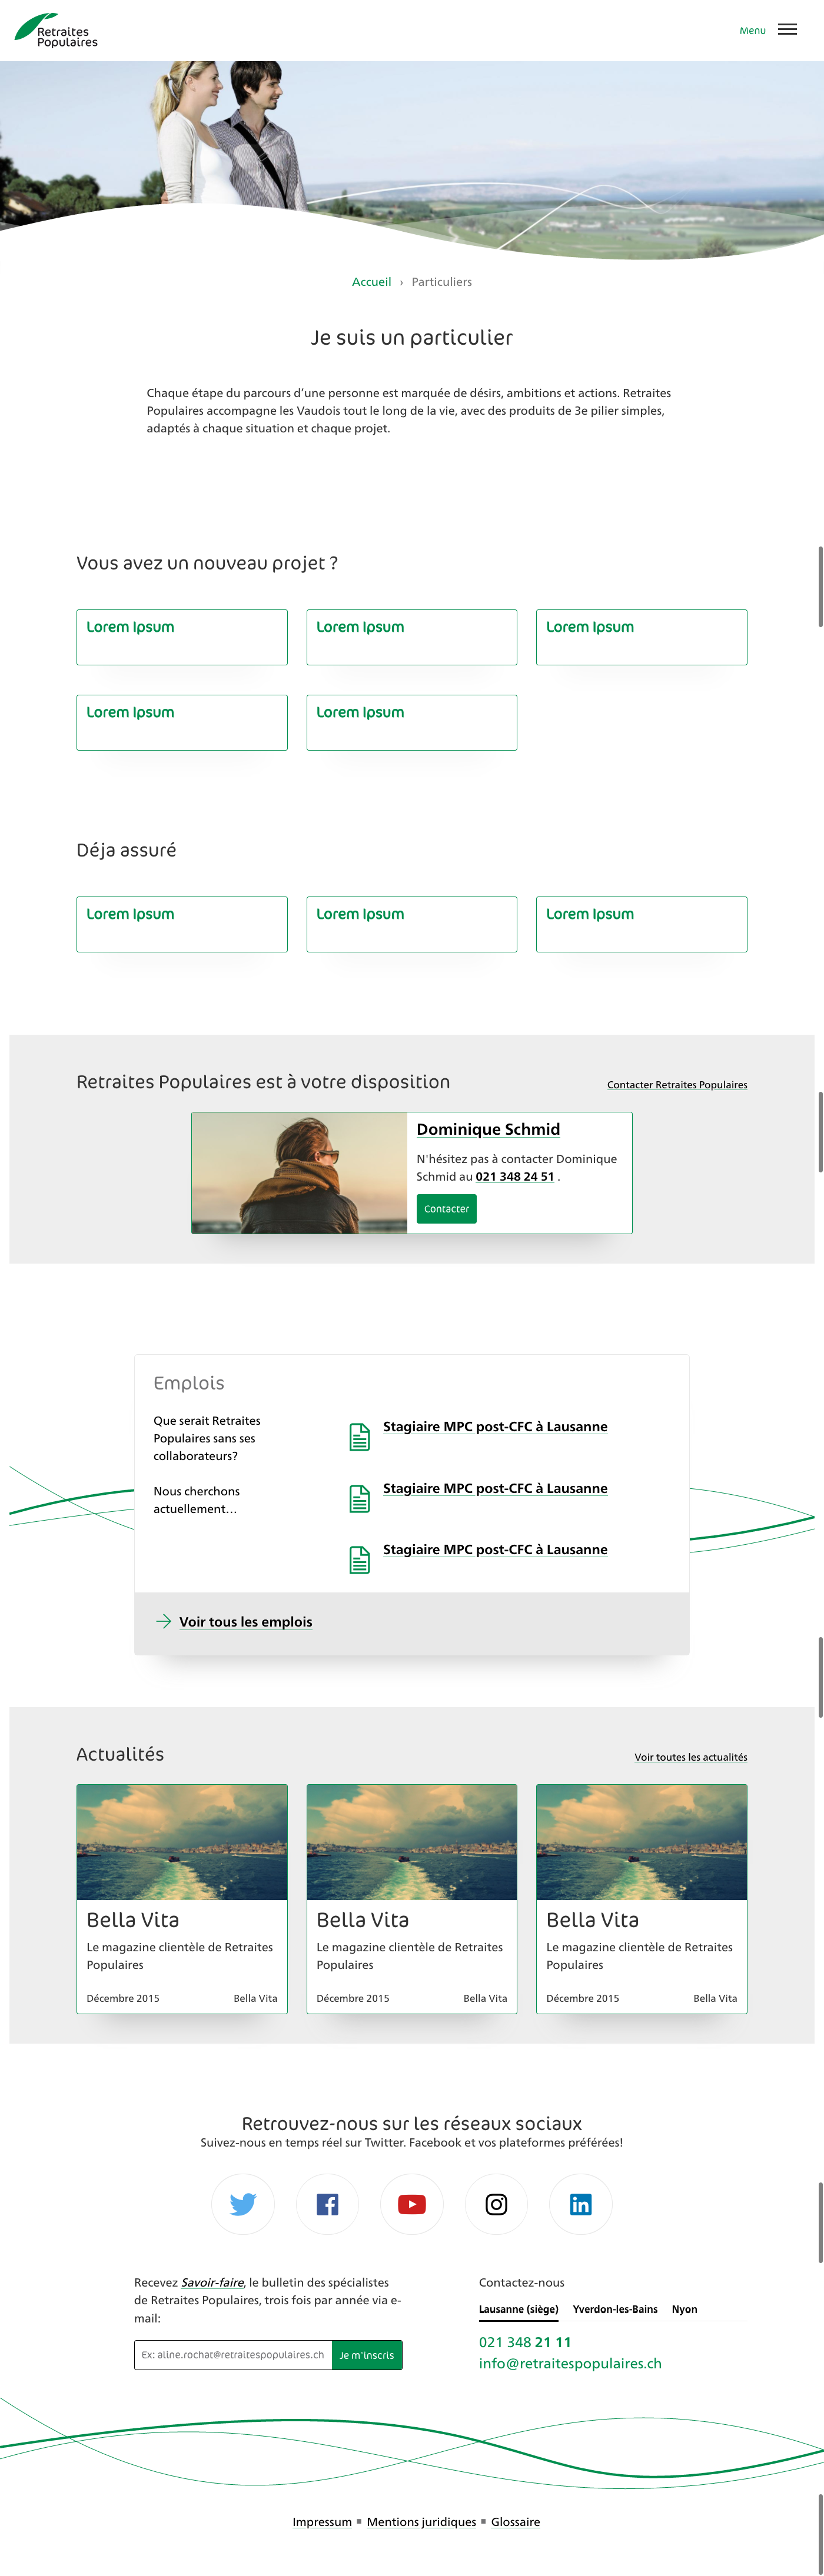 Retraites
Populaires
Menu
Accueil › Particuliers
Je suis un particulier
Chaque étape du parcours d’une personne est marquée de désirs, ambitions et actions. Retraites
Populaires accompagne les Vaudois tout le long de la vie, avec des produits de 3e pilier simples,
adaptés à chaque situation et chaque projet.
Vous avez un nouveau projet ?
Lorem Ipsum
Lorem Ipsum
Lorem Ipsum
Lorem Ipsum
Lorem Ipsum
Déja assuré
Lorem Ipsum
Lorem Ipsum
Lorem Ipsum
Retraites Populaires est à votre disposition
Contacter Retraites Populaires
Dominique Schmid
N'hésitez pas à contacter Dominique
Schmid au 021 348 24 51 .
Contacter
Emplois
Que serait Retraites
Populaires sans ses
collaborateurs?
Nous cherchons
actuellement…
Stagiaire MPC post-CFC à Lausanne
Stagiaire MPC post-CFC à Lausanne
Stagiaire MPC post-CFC à Lausanne
Voir tous les emplois
Actualités
Voir toutes les actualités
Bella Vita
Le magazine clientèle de Retraites
Populaires
Décembre 2015 Bella Vita
Bella Vita
Le magazine clientèle de Retraites
Populaires
Décembre 2015 Bella Vita
Bella Vita
Le magazine clientèle de Retraites
Populaires
Décembre 2015 Bella Vita
Retrouvez-nous sur les réseaux sociaux
Suivez-nous en temps réel sur Twitter. Facebook et vos plateformes préférées!
Recevez Savoir-faire, le bulletin des spécialistes
de Retraites Populaires, trois fois par année via e-
mail:
Ex: aline.rochat@retraitespopulaires.ch
Je m'inscris
Contactez-nous
Lausanne (siège) Yverdon-les-Bains Nyon
021 348 21 11
info@retraitespopulaires.ch
Impressum ▪ Mentions juridiques ▪ Glossaire